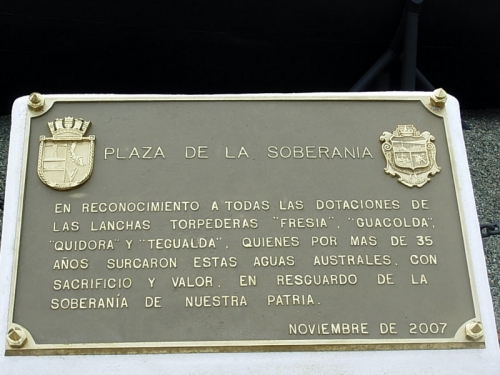 PLAZA DE LA SOBERANIA
EN RECONOCIMIENTO A TODAS LAS DOTACIONES DE
LAS LANCHAS TORPEDERAS "FRESIA", "GUACOLDA",
"QUIDORA" Y "TEGUALDA", QUIENES POR MAS DE 35
AÑOS SURCARON ESTAS AGUAS AUSTRALES, CON
SACRIFICIO Y VALOR, EN RESGUARDO DE LA
SOBERANÍA DE NUESTRA PATRIA.
NOVIEMBRE DE 2007